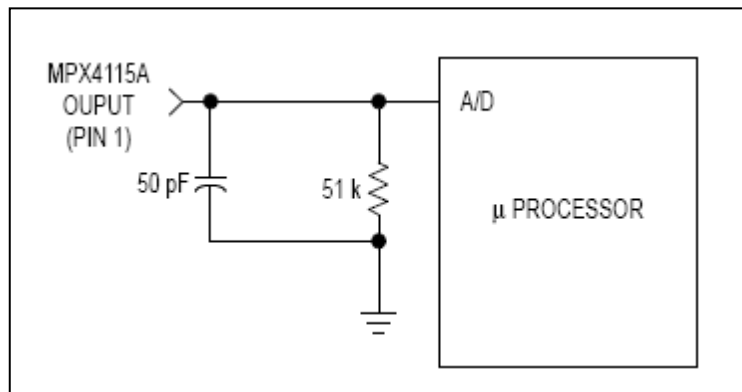 MPX4115A
OUPUT
(PIN 1)
50 pF
51 k
A/D
μ PROCESSOR